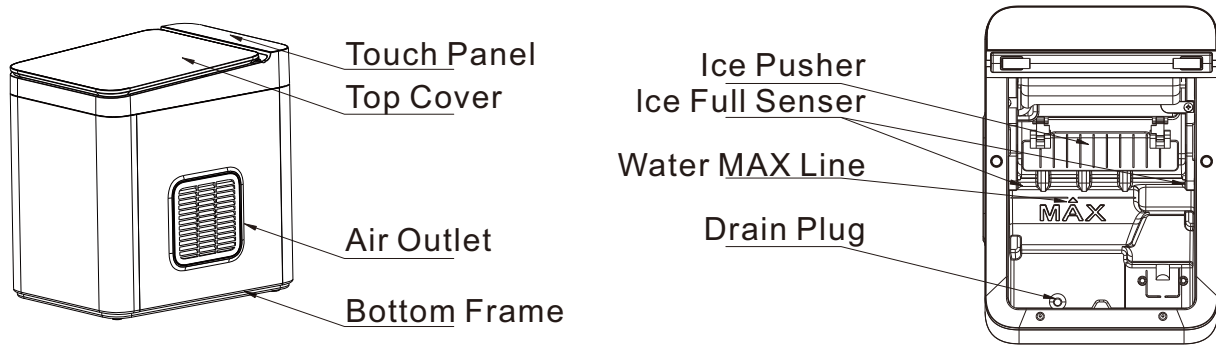 Touch Panel
Top Cover
Air Outlet
Bottom Frame
Ice Pusher
Ice Full Senser
Water MAX Line
Drain Plug
MAX